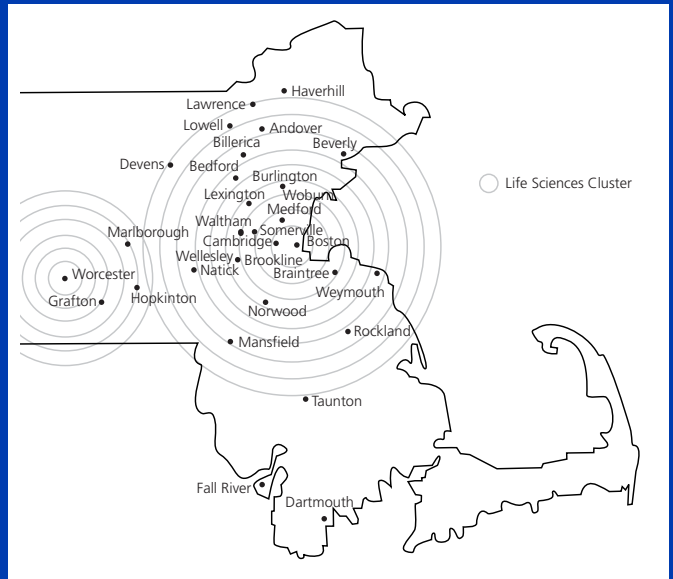 Haverhill
Lawrence
Lowell
Andover
Billerica
Beverly
Devens
Bedford
Burlington
Life Sciences Cluster
Lexington
Woburn
Medford
Waltham
Somerville
Marlborough
Cambridge
Boston
Wellesley
Brookline
Natick
Worcester
Braintree
Grafton
Hopkinton
Weymouth
Norwood
Rockland
Mansfield
Taunton
Fall River
Dartmouth